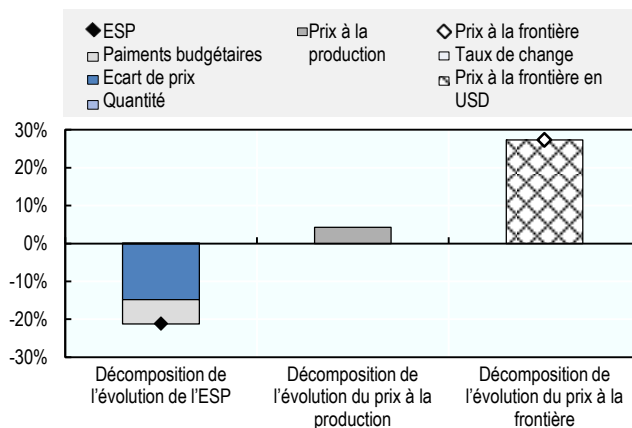 ESP
Paiments budgétaires
Ecart de prix
Quantité
Prix à la
production
Prix à la frontière
Taux de change
Prix à la frontière en
USD
30%
20%
10%
0%
-10%
-20%
-30%
Décomposition de
l'évolution de l'ESP
Décomposition de
l'évolution du prix à la
production
Décomposition de
l'évolution du prix à la
frontière